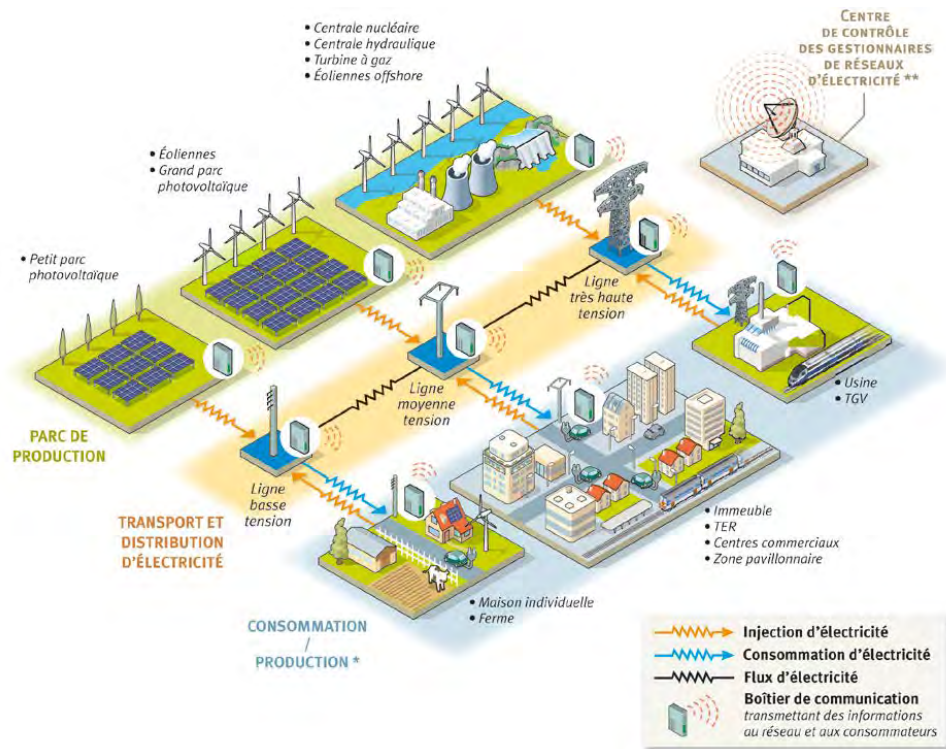 • Centrale nucléaire
• Centrale hydraulique
• Turbine à gaz
• Éoliennes offshore
CENTRE
DE CONTRÔLE
DES GESTIONNAIRES
DE RÉSEAUX
D'ÉLECTRICITÉ **
• Éoliennes
• Grand parc
photovoltaïque
• Petit parc
photovoltaïque
Ligne
très haute
tension
• Usine
• TGV
Ligne
moyenne
tension
PARC DE
PRODUCTION
Ligne
basse
tension
TRANSPORT ET
DISTRIBUTION
D'ÉLECTRICITÉ
• Immeuble
• TER
• Centres commerciaux
• Zone pavillonnaire
• Maison individuelle
• Ferme
CONSOMMATION
/
PRODUCTION *
Injection d'électricité
Consommation d'électricité
Flux d'électricité
Boîtier de communication
transmettant des informations
au réseau et aux consommateurs